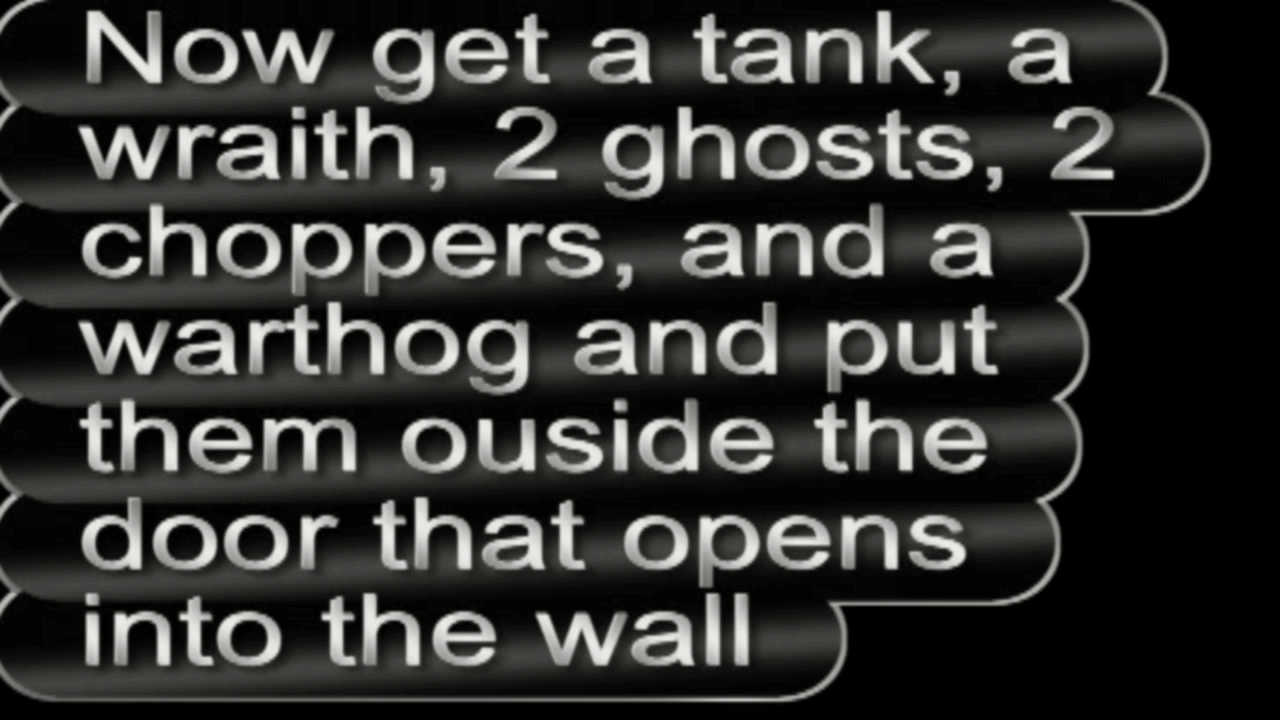 Now get a tank, a
wraith, 2 ghosts, 2
choppers, and a
warthog and put
them ouside the
door that opens
into the wall